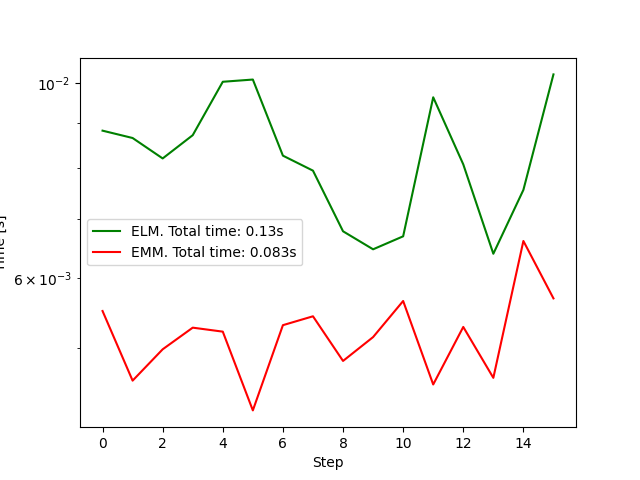 10⁻²
6 × 10⁻³
ELM. Total time: 0.13s
EMM. Total time: 0.083s
0 2 4 6 8 10 12 14
Step